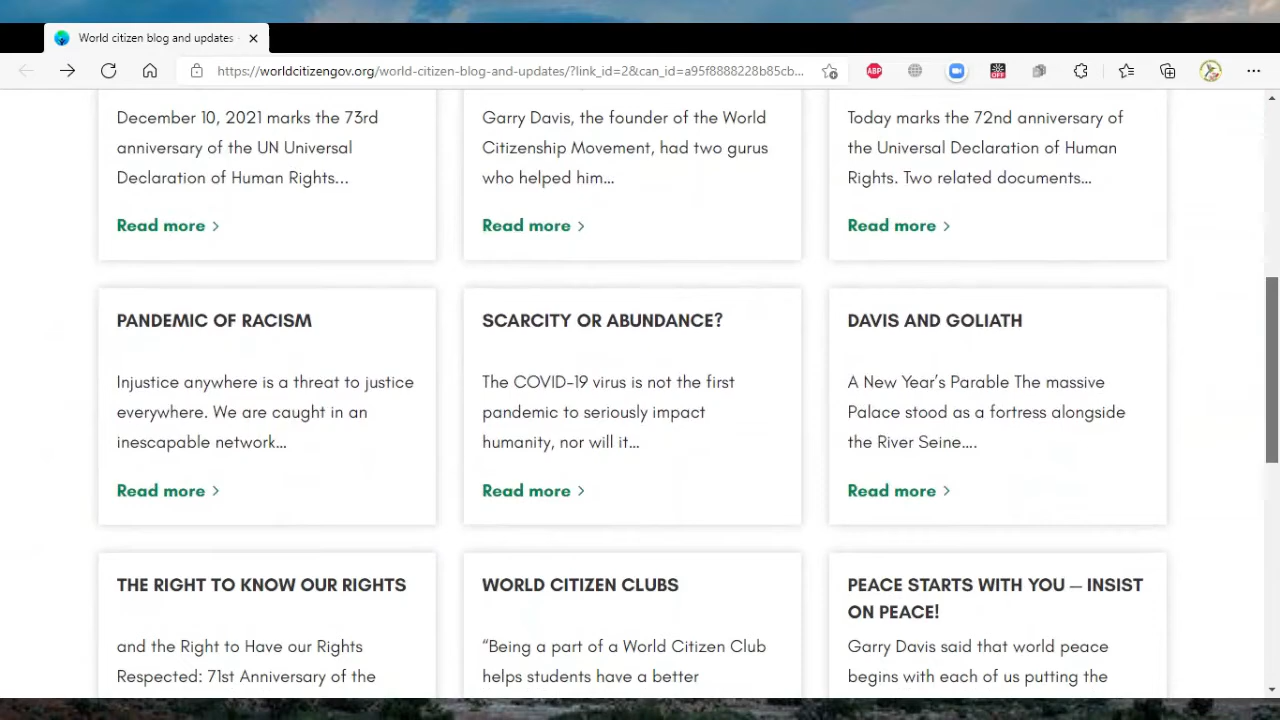 World citizen blog and updates
https://worldcitizengov.org/world-citizen-blog-and-updates/?link_id=2&can_id=a95f8888228b85cb...
ABP
OFF
December 10, 2021 marks the 73rd
anniversary of the UN Universal
Declaration of Human Rights...
Read more
Garry Davis, the founder of the World
Citizenship Movement, had two gurus
who helped him...
Read more
Today marks the 72nd anniversary of
the Universal Declaration of Human
Rights. Two related documents...
Read more
PANDEMIC OF RACISM
Injustice anywhere is a threat to justice
everywhere. We are caught in an
inescapable network...
Read more
SCARCITY OR ABUNDANCE?
The COVID-19 virus is not the first
pandemic to seriously impact
humanity, nor will it...
Read more
DAVIS AND GOLIATH
A New Year's Parable The massive
Palace stood as a fortress alongside
the River Seine....
Read more
THE RIGHT TO KNOW OUR RIGHTS
and the Right to Have our Rights
Respected: 71st Anniversary of the
WORLD CITIZEN CLUBS
“Being a part of a World Citizen Club
helps students have a better
PEACE STARTS WITH YOU — INSIST
ON PEACE!
Garry Davis said that world peace
begins with each of us putting the